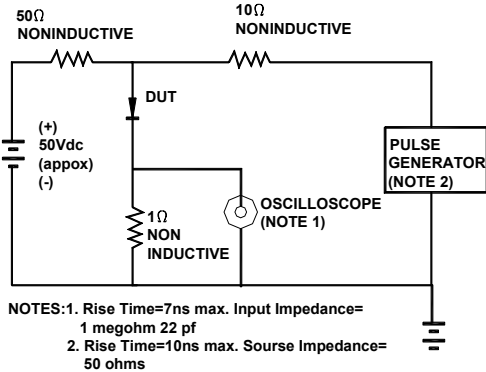 50Ω
NONINDUCTIVE
10Ω
NONINDUCTIVE
DUT
(+)
50Vdc
(appox)
(-)
PULSE
GENERATOR
(NOTE 2)
1Ω
NON
INDUCTIVE
OSCILLOSCOPE
(NOTE 1)
NOTES:1. Rise Time=7ns max. Input Impedance=
1 megohm 22 pf
2. Rise Time=10ns max. Sourse Impedance=
50 ohms